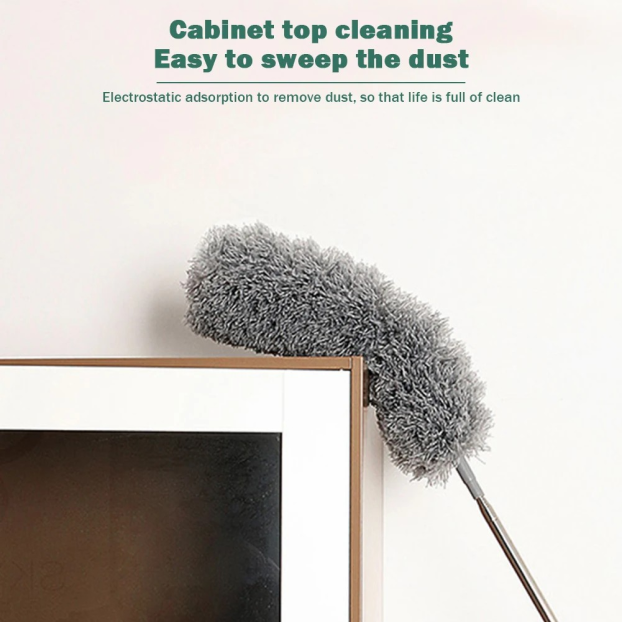 Cabinet top cleaning
Easy to sweep the dust
Electrostatic adsorption to remove dust, so that life is full of clean